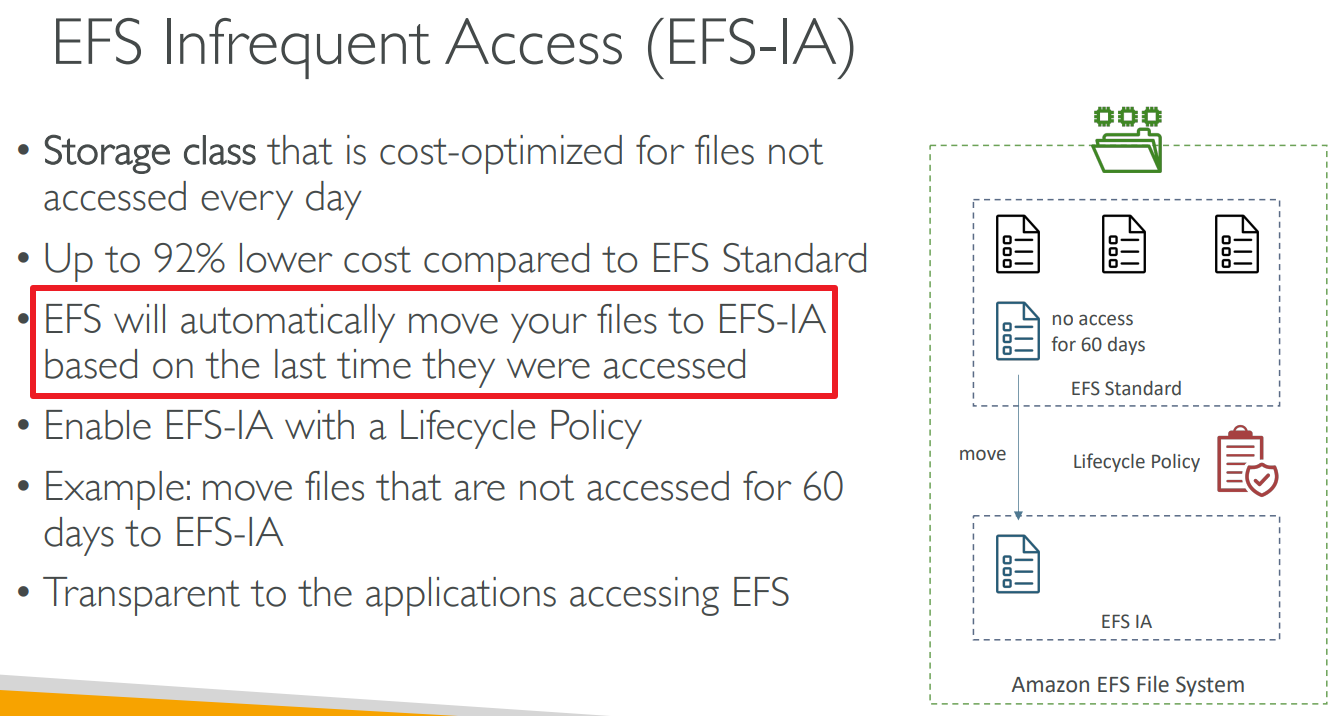 EFS Infrequent Access (EFS-IA)
• Storage class that is cost-optimized for files not
accessed every day
• Up to 92% lower cost compared to EFS Standard
• EFS will automatically move your files to EFS-IA
based on the last time they were accessed
• Enable EFS-IA with a Lifecycle Policy
• Example: move files that are not accessed for 60
days to EFS-IA
• Transparent to the applications accessing EFS
no access
for 60 days
EFS Standard
move
Lifecycle Policy
EFS IA
Amazon EFS File System